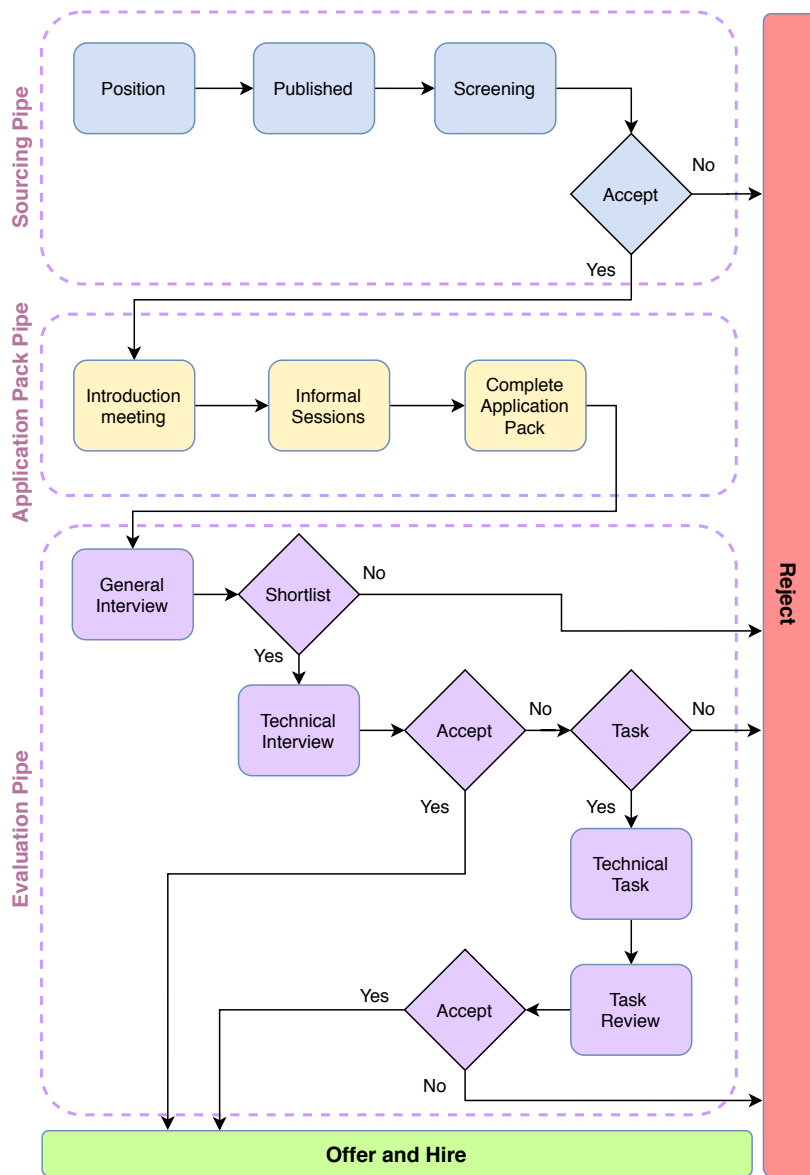 Sourcing Pipe
Position
Published
Screening
Accept
No
Yes
Application Pack Pipe
Introduction
meeting
Informal
Sessions
Complete
Application
Pack
Evaluation Pipe
General
Interview
Shortlist
No
Yes
Technical
Interview
Accept
No
Task
No
Yes
Yes
Technical
Task
Task
Review
Accept
Yes
No
Reject
Offer and Hire